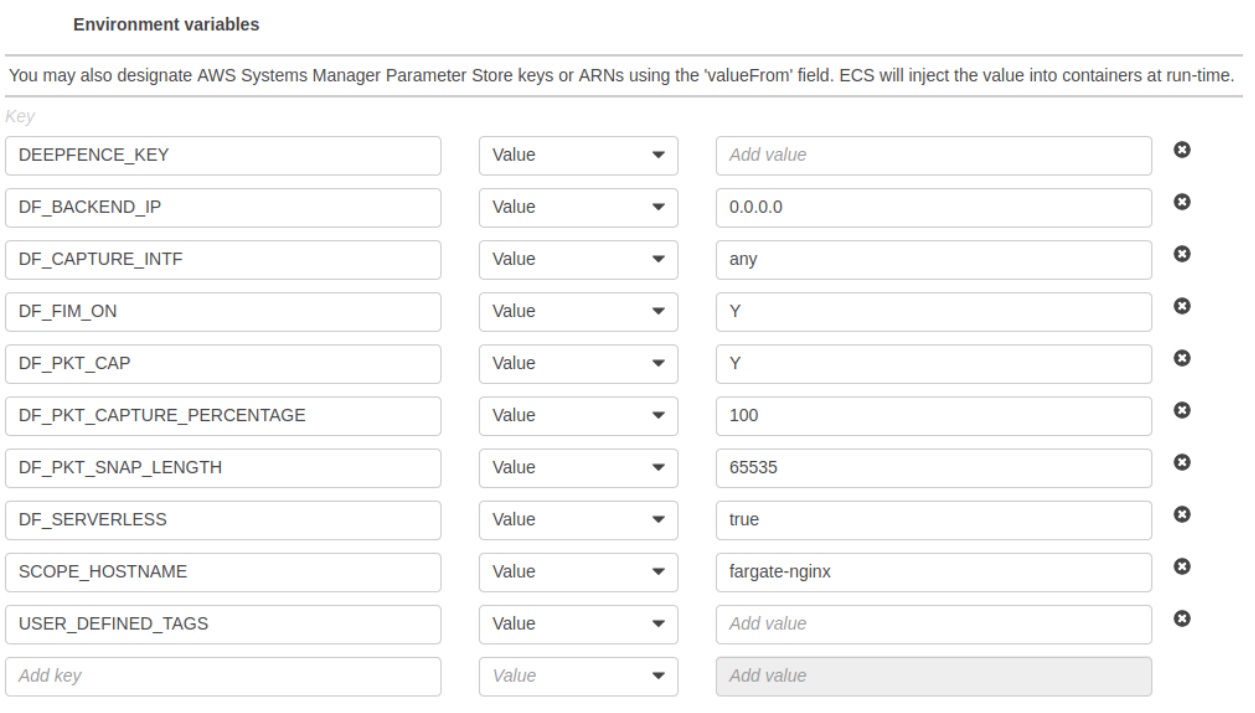 Environment variables
You may also designate AWS Systems Manager Parameter Store keys or ARNs using the 'valueFrom' field. ECS will inject the value into containers at run-time.
Key
DEEPFENCE_KEY Value Add value
DF_BACKEND_IP Value 0.0.0.0
DF_CAPTURE_INTF Value any
DF_FIM_ON Value Y
DF_PKT_CAP Value Y
DF_PKT_CAPTURE_PERCENTAGE Value 100
DF_PKT_SNAP_LENGTH Value 65535
DF_SERVERLESS Value true
SCOPE_HOSTNAME Value fargate-nginx
USER_DEFINED_TAGS Value Add value
Add key Value Add value